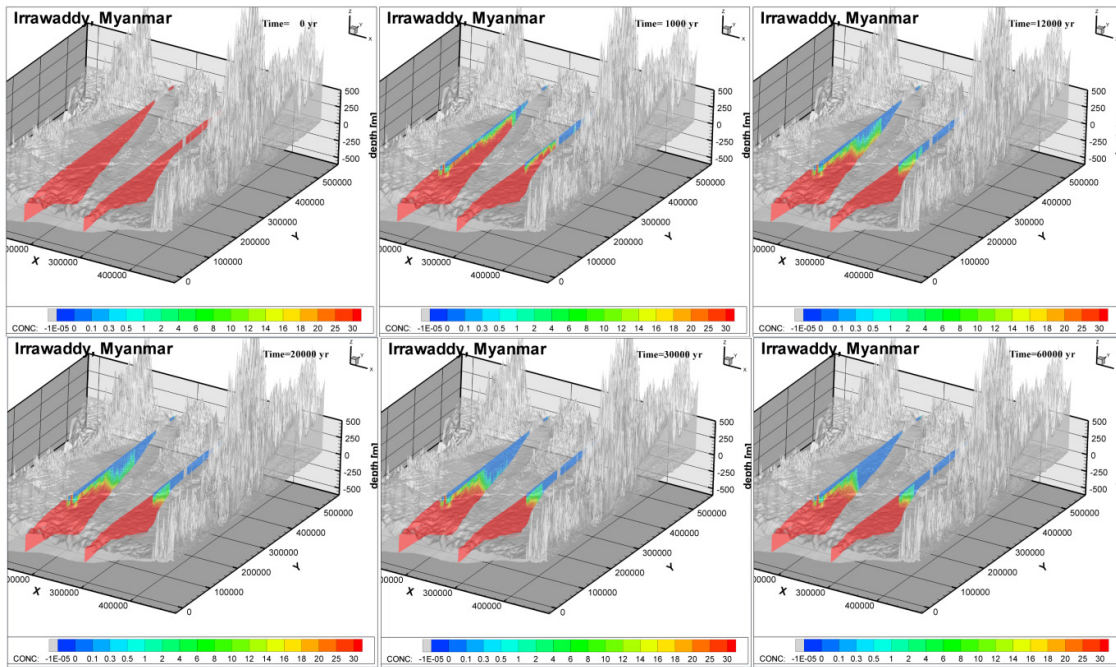 Irrawaddy, Myanmar
Time= 0 yr
Z
Y
X
500
250
0
-250
-500
depth [m]
500000
400000
300000
200000
100000
0
Y
X
300000
400000
CONC: -1E-05 0 0.1 0.3 0.5 1 2 4 6 8 10 12 14 16 18 20 25 30
Irrawaddy, Myanmar
Time= 1000 yr
Z
Y
X
500
250
0
-250
-500
depth [m]
500000
400000
300000
200000
100000
0
Y
X
300000
400000
CONC: -1E-05 0 0.1 0.3 0.5 1 2 4 6 8 10 12 14 16 18 20 25 30
Irrawaddy, Myanmar
Time=12000 yr
Z
Y
X
500
250
0
-250
-500
depth [m]
500000
400000
300000
200000
100000
0
Y
X
300000
400000
CONC: -1E-05 0 0.1 0.3 0.5 1 2 4 6 8 10 12 14 16 18 20 25 30
Irrawaddy, Myanmar
Time=20000 yr
Z
Y
X
500
250
0
-250
-500
depth [m]
500000
400000
300000
200000
100000
0
Y
X
300000
400000
CONC: -1E-05 0 0.1 0.3 0.5 1 2 4 6 8 10 12 14 16 18 20 25 30
Irrawaddy, Myanmar
Time=30000 yr
Z
Y
X
500
250
0
-250
-500
depth [m]
500000
400000
300000
200000
100000
0
Y
X
300000
400000
CONC: -1E-05 0 0.1 0.3 0.5 1 2 4 6 8 10 12 14 16 18 20 25 30
Irrawaddy, Myanmar
Time=60000 yr
Z
Y
X
500
250
0
-250
-500
depth [m]
500000
400000
300000
200000
100000
0
Y
X
300000
400000
CONC: -1E-05 0 0.1 0.3 0.5 1 2 4 6 8 10 12 14 16 18 20 25 30